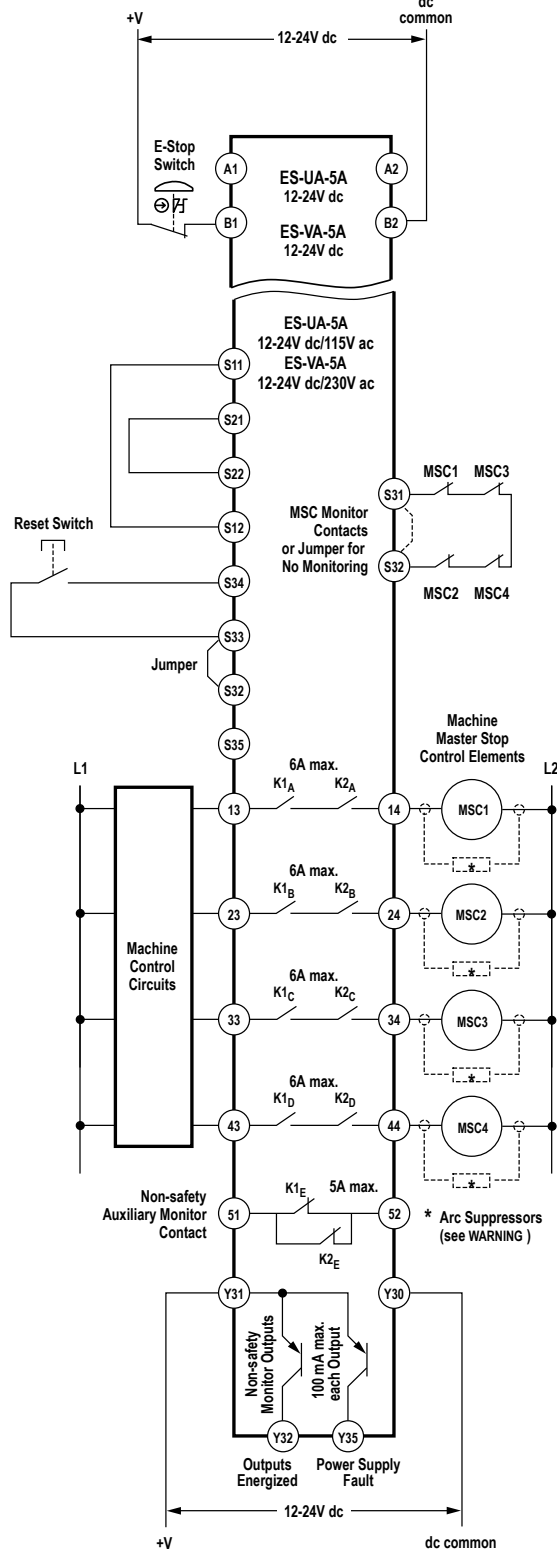 +V
dc
common
12-24V dc
E-Stop
Switch
A1
A2
ES-UA-5A
12-24V dc
B1
B2
ES-VA-5A
12-24V dc
ES-UA-5A
12-24V dc/115V ac
ES-VA-5A
12-24V dc/230V ac
S11
S21
S22
S12
S31
MSC1
MSC3
MSC Monitor
Contacts
or Jumper for
No Monitoring
S32
MSC2
MSC4
Reset Switch
S34
S33
Jumper
S32
S35
Machine
Master Stop
Control Elements
L1
L2
Machine
Control
Circuits
6A max.
13
K1A
K2A
14
MSC1
*
6A max.
23
K1B
K2B
24
MSC2
*
6A max.
33
K1C
K2C
34
MSC3
*
6A max.
43
K1D
K2D
44
MSC4
*
Non-safety
Auxiliary Monitor
Contact
51
K1E
5A max.
52
K2E
* Arc Suppressors
(see WARNING )
Y31
Y30
Non-safety
Monitor Outputs
100 mA max.
each Output
Y32
Y35
Outputs
Energized
Power Supply
Fault
12-24V dc
+V
dc common